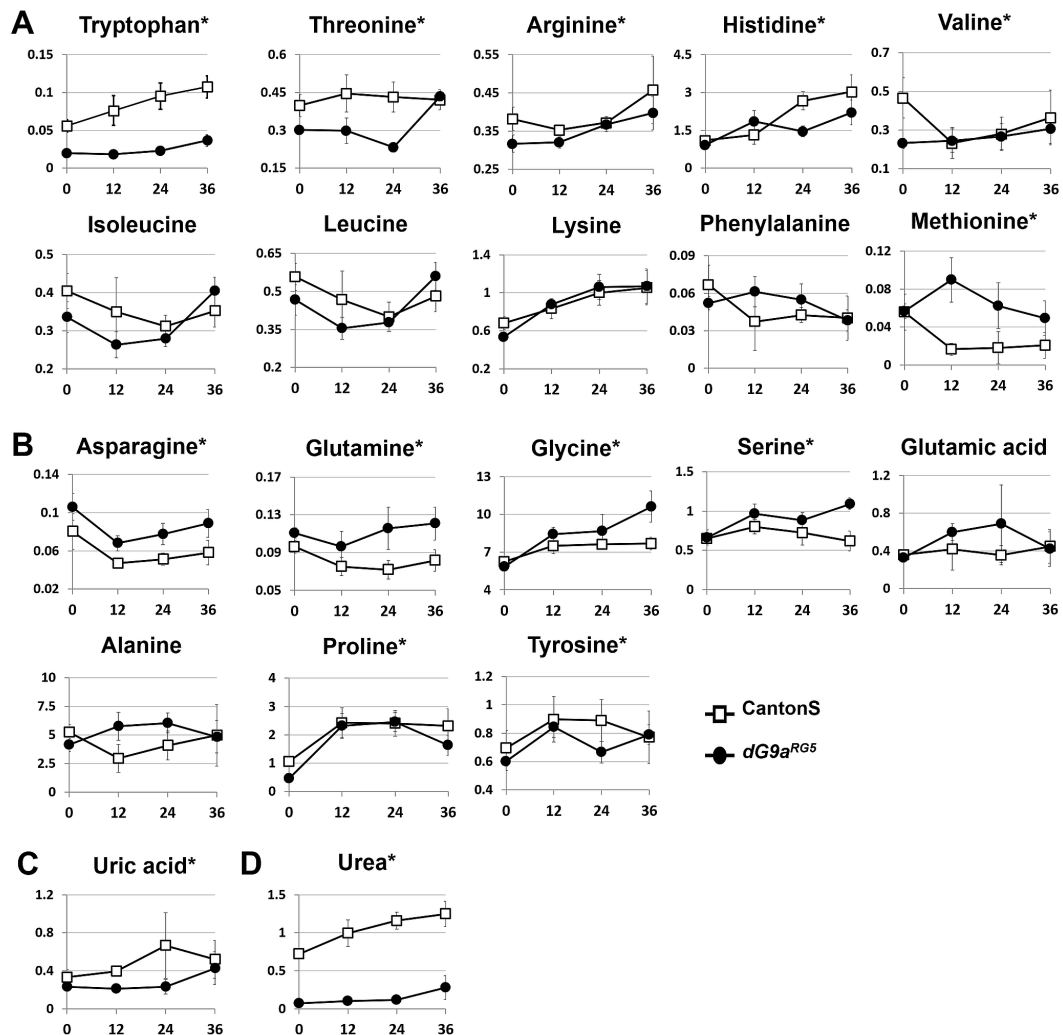 A
Tryptophan* Threonine* Arginine* Histidine* Valine*
0.15 0.6 0.55 4.5 0.7
0.1 0.45 0.45 3 0.5
0.05 0.3 0.35 1.5 0.3
0 0.15 0.25 0 0.1
0 12 24 36 0 12 24 36 0 12 24 36 0 12 24 36 0 12 24 36
Isoleucine Leucine Lysine Phenylalanine Methionine*
0.5 0.65 1.4 0.09 0.12
0.4 0.5 1 0.06 0.08
0.3 0.35 0.6 0.03 0.04
0.2 0.2 0.2 0 0
0 12 24 36 0 12 24 36 0 12 24 36 0 12 24 36 0 12 24 36
B
Asparagine* Glutamine* Glycine* Serine* Glutamic acid
0.14 0.17 13 1.5 1.2
0.1 0.13 10 1 0.8
0.06 0.09 7 0.5 0.4
0.02 0.05 4 0 0
0 12 24 36 0 12 24 36 0 12 24 36 0 12 24 36 0 12 24 36
Alanine Proline* Tyrosine*
10 4 1.2
7.5 3 1
5 2 0.8
2.5 1 0.6
0 0 0.4
0 12 24 36 0 12 24 36 0 12 24 36
CantonS
dG9aRG5
C D
Uric acid* Urea*
1.2 1.5
0.8 1
0.4 0.5
0 0
0 12 24 36 0 12 24 36